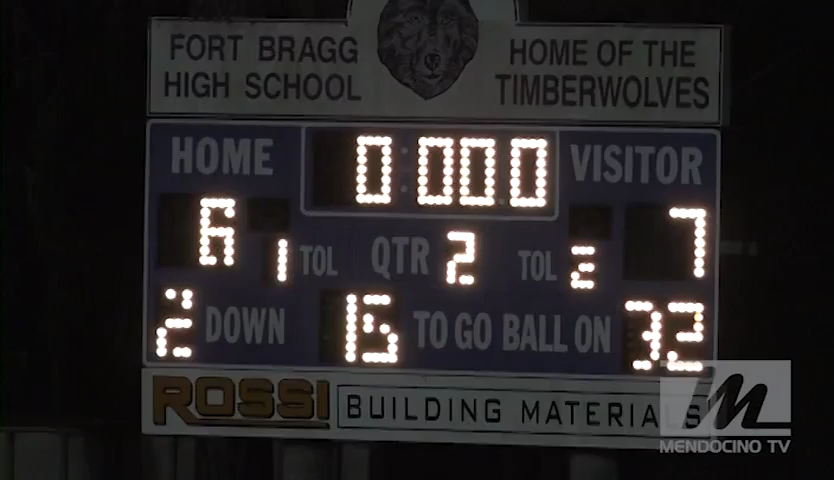 FORT BRAGG HIGH SCHOOL
HOME OF THE TIMBERWOLVES
HOME 0:000.0 VISITOR
6 1 TOL QTR 2 TOL 2 7
2 DOWN 15 TO GO BALL ON 32
ROSSI BUILDING MATERIALS
M
MENDOCINO TV